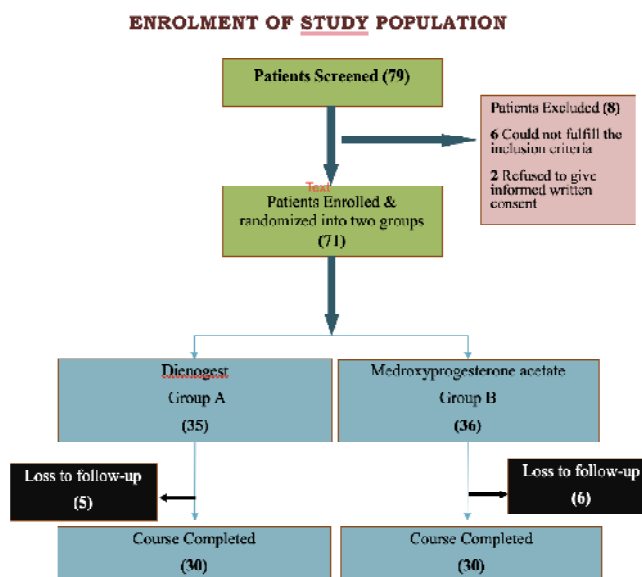 ENROLMENT OF STUDY POPULATION
Patients Screened (79)
Patients Excluded (8)
6 Could not fulfill the
inclusion criteria
2 Refused to give
informed written
consent
Text
Patients Enrolled &
randomized into two groups
(71)
Dienogest
Group A
(35)
Medroxyprogesterone acetate
Group B
(36)
Loss to follow-up
(5)
Loss to follow-up
(6)
Course Completed
(30)
Course Completed
(30)